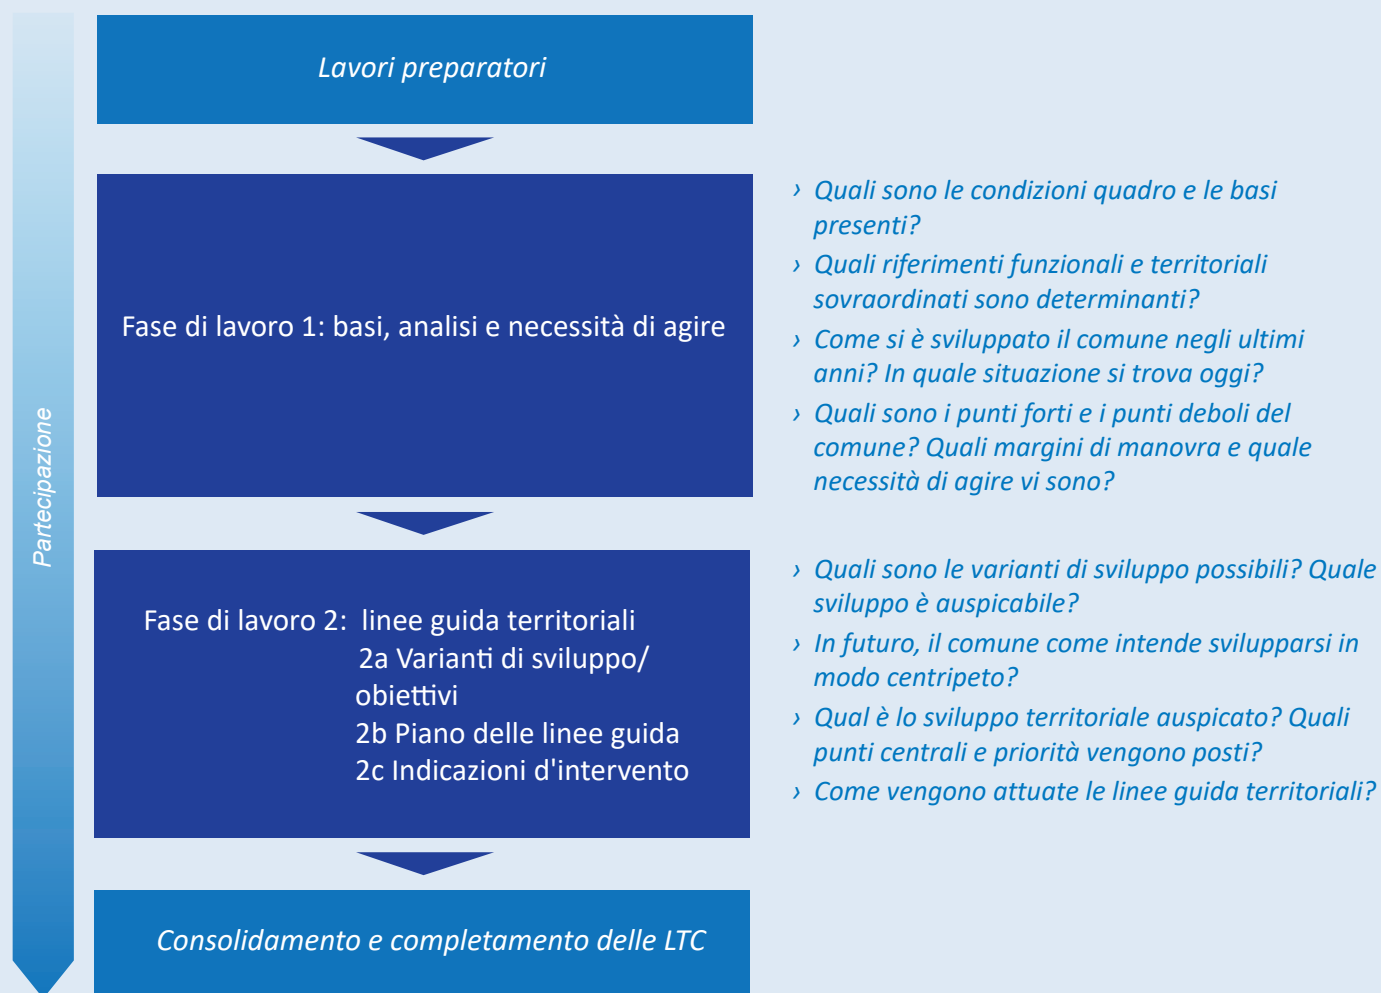 Partecipazione
Lavori preparatori
Fase di lavoro 1: basi, analisi e necessità di agire
› Quali sono le condizioni quadro e le basi
presenti?
› Quali riferimenti funzionali e territoriali
sovraordinati sono determinanti?
› Come si è sviluppato il comune negli ultimi
anni? In quale situazione si trova oggi?
› Quali sono i punti forti e i punti deboli del
comune? Quali margini di manovra e quale
necessità di agire vi sono?
Fase di lavoro 2: linee guida territoriali
2a Varianti di sviluppo/
obiettivi
2b Piano delle linee guida
2c Indicazioni d'intervento
› Quali sono le varianti di sviluppo possibili? Quale
sviluppo è auspicabile?
› In futuro, il comune come intende svilupparsi in
modo centripeto?
› Qual è lo sviluppo territoriale auspicato? Quali
punti centrali e priorità vengono posti?
› Come vengono attuate le linee guida territoriali?
Consolidamento e completamento delle LTC